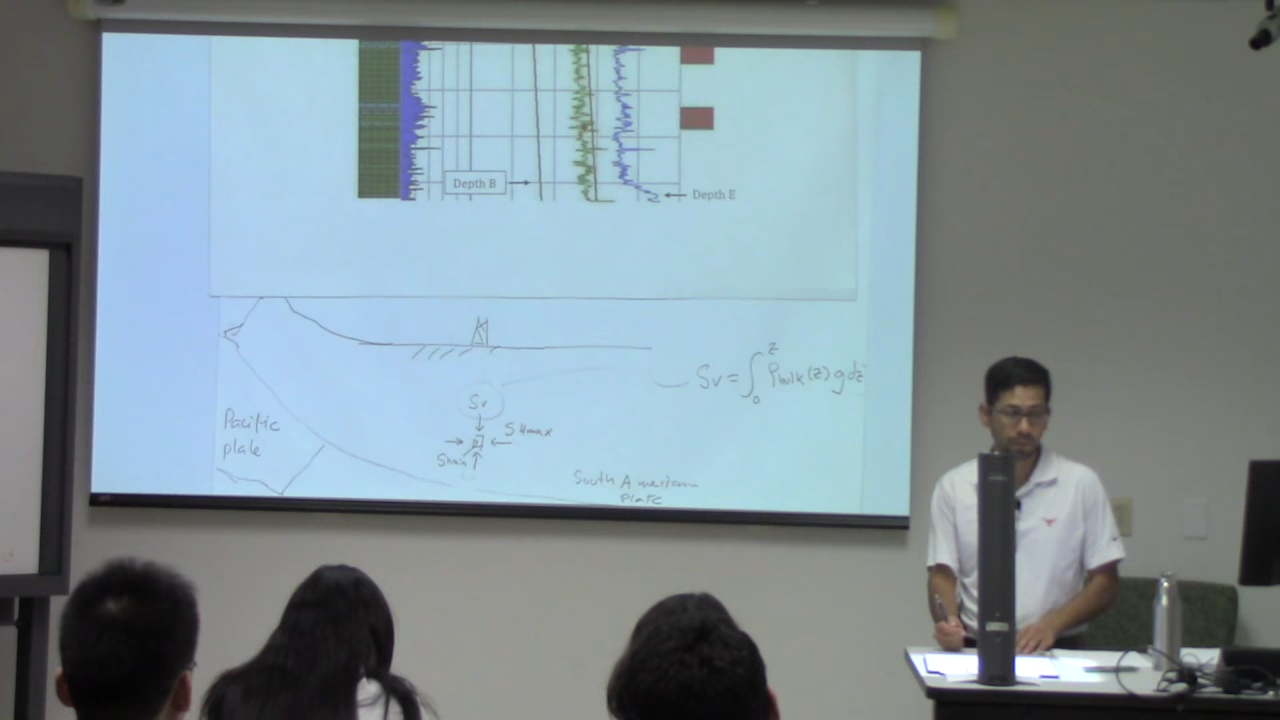 Depth B
Depth E
Sv = ∫₀ᶻ ρbulk (z) g dz
Sv
SHmax
Shmin
Pacific
plate
South American
Plate